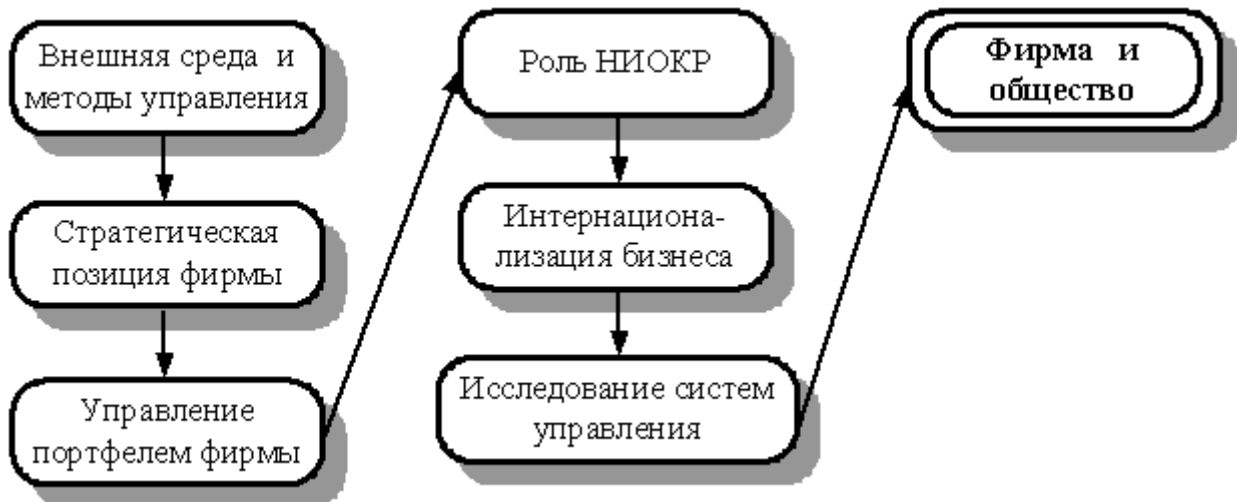 Внешняя среда и
методы управления
Стратегическая
позиция фирмы
Управление
портфелем фирмы
Роль НИОКР
Интернациона-
лизация бизнеса
Исследование систем
управления
Фирма и
общество